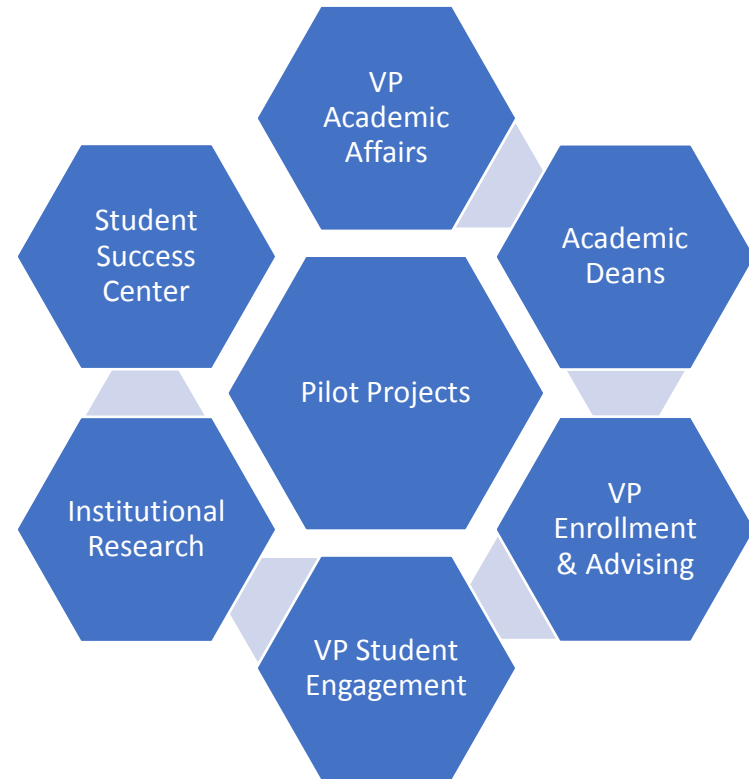 VP
Academic
Affairs
Student
Success
Center
Academic
Deans
Pilot Projects
Institutional
Research
VP
Enrollment
& Advising
VP Student
Engagement